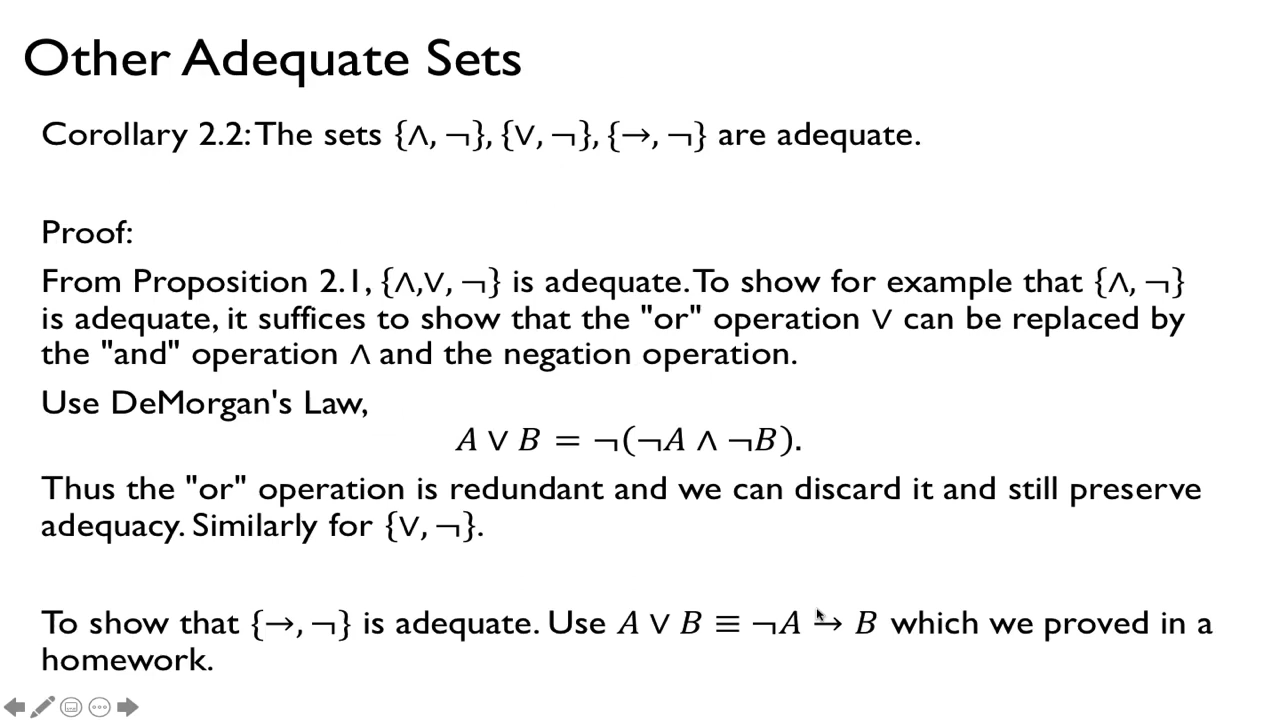 Other Adequate Sets
Corollary 2.2: The sets {∧, ¬}, {∨, ¬}, {→, ¬} are adequate.
Proof:
From Proposition 2.1, {∧,∨, ¬} is adequate. To show for example that {∧, ¬}
is adequate, it suffices to show that the "or" operation ∨ can be replaced by
the "and" operation ∧ and the negation operation.
Use DeMorgan's Law,
A ∨ B = ¬(¬A ∧ ¬B).
Thus the "or" operation is redundant and we can discard it and still preserve
adequacy. Similarly for {∨, ¬}.
To show that {→, ¬} is adequate. Use A ∨ B ≡ ¬A → B which we proved in a
homework.